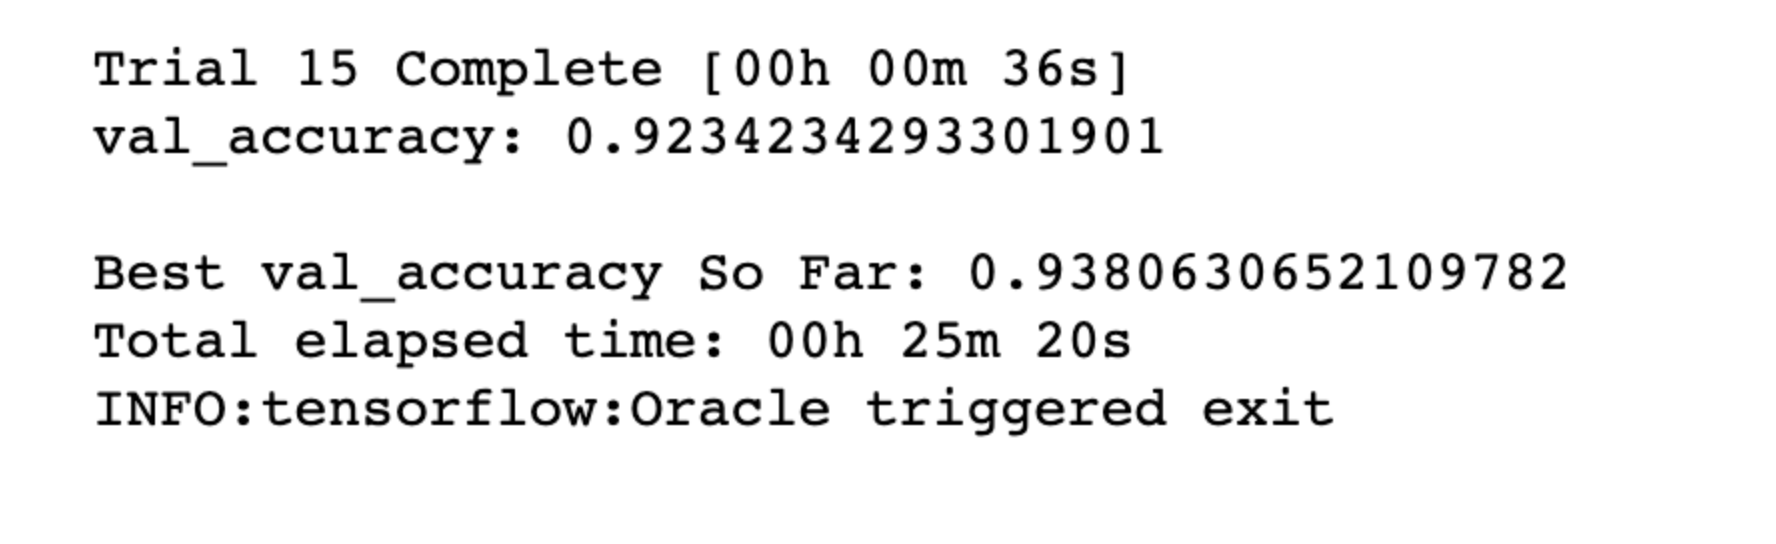 Trial 15 Complete [00h 00m 36s]
val_accuracy: 0.9234234293301901
Best val_accuracy So Far: 0.9380630652109782
Total elapsed time: 00h 25m 20s
INFO:tensorflow:Oracle triggered exit